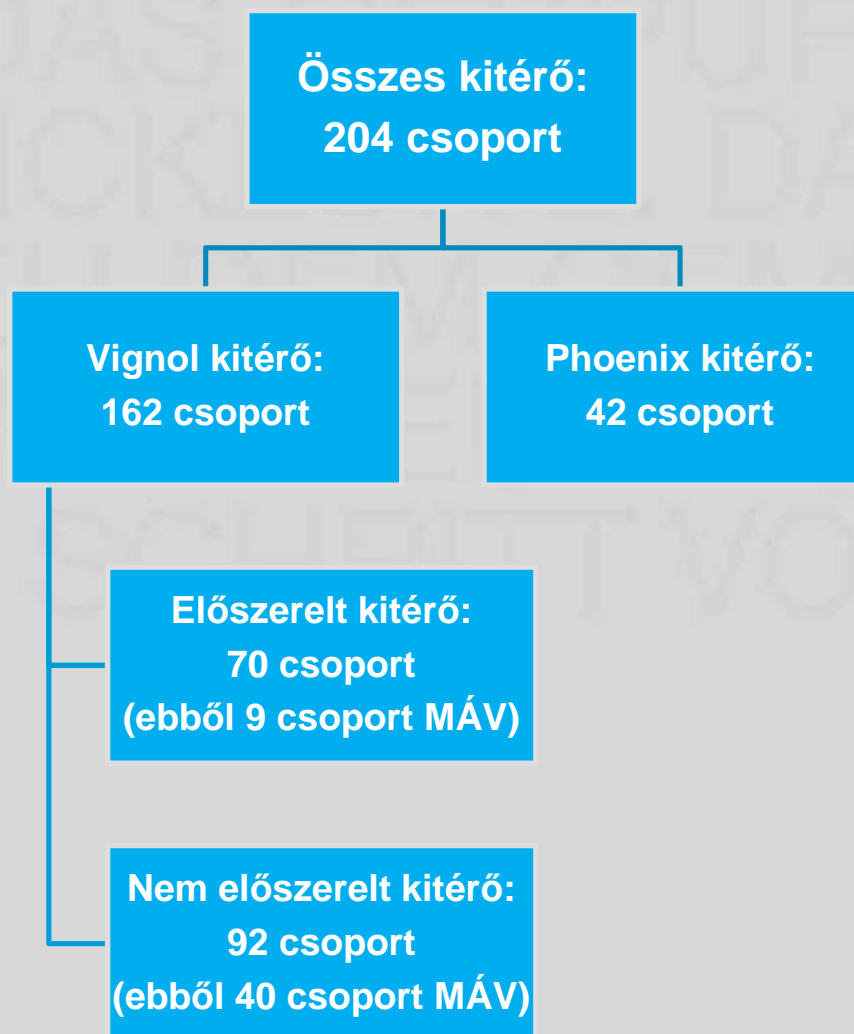 Összes kitérő:
204 csoport
Vignol kitérő:
162 csoport
Phoenix kitérő:
42 csoport
Előszerelt kitérő:
70 csoport
(ebből 9 csoport MÁV)
Nem előszerelt kitérő:
92 csoport
(ebből 40 csoport MÁV)